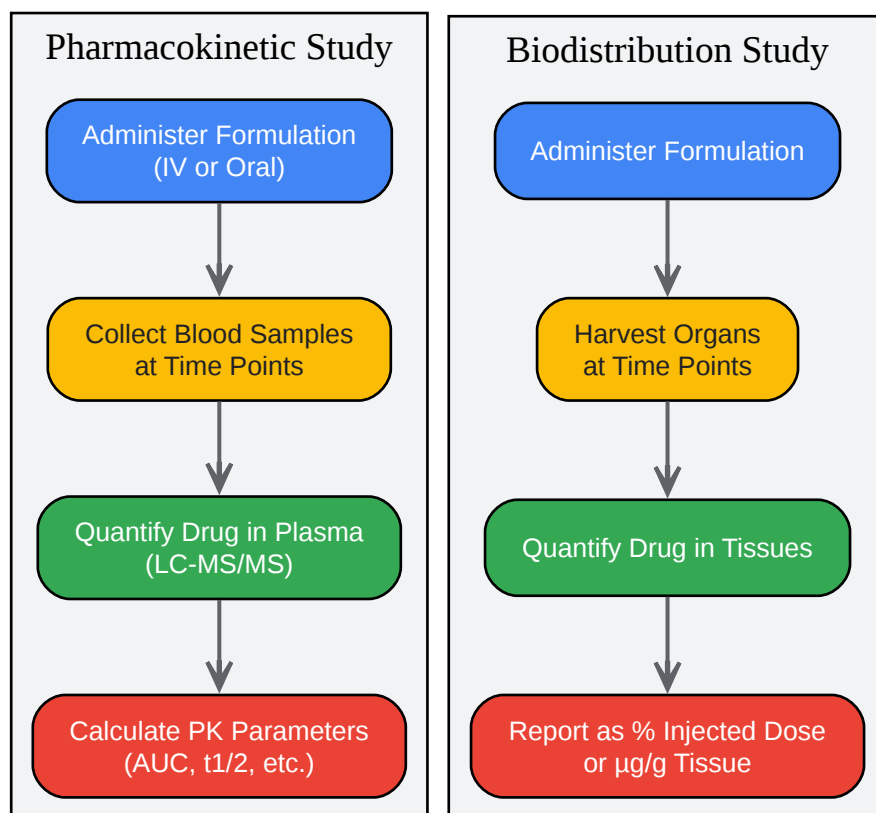 Pharmacokinetic Study
Administer Formulation
(IV or Oral)
Collect Blood Samples
at Time Points
Quantify Drug in Plasma
(LC-MS/MS)
Calculate PK Parameters
(AUC, t1/2, etc.)
Biodistribution Study
Administer Formulation
Harvest Organs
at Time Points
Quantify Drug in Tissues
Report as % Injected Dose
or µg/g Tissue